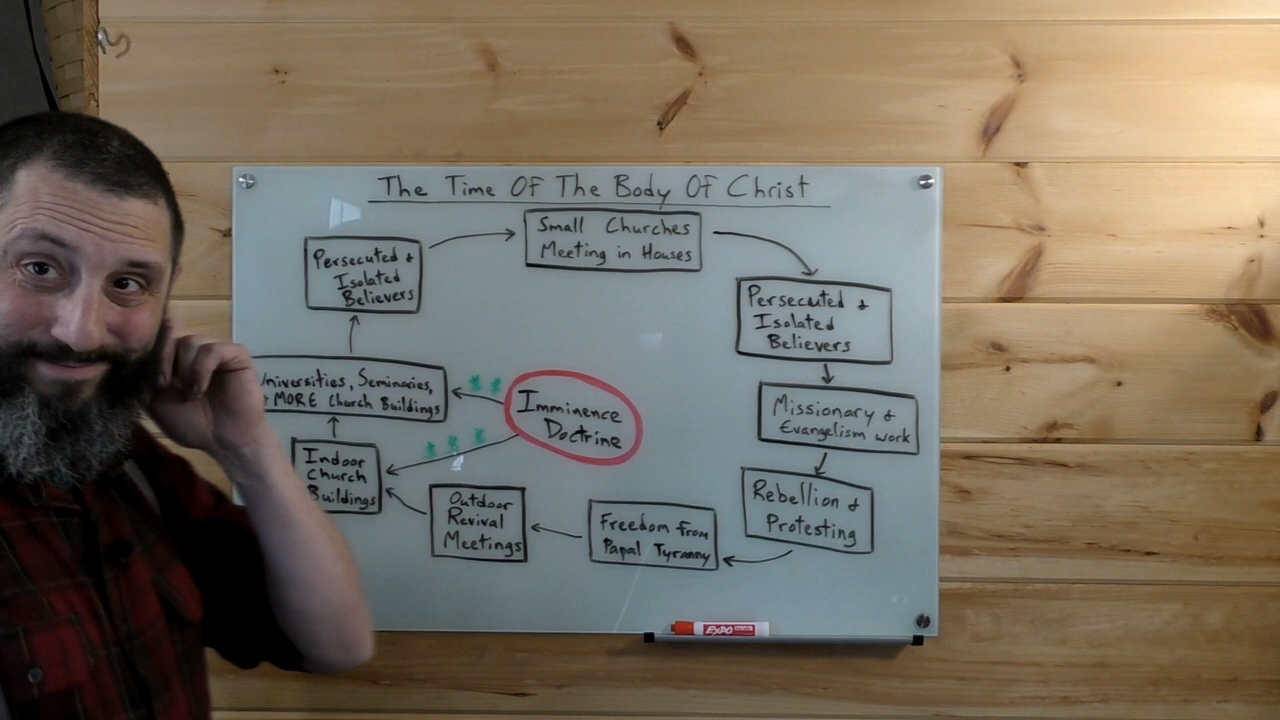 The Time OF The Body OF Christ
Small Churches
Meeting in Houses
Persecuted &
Isolated
Believers
Missionary &
Evangelism work
Rebellion &
Protesting
Freedom from
Papal Tyranny
Outdoor
Revival
Meetings
Indoor
Church
Buildings
Universities, Seminaries,
+ MORE Church Buildings
Persecuted &
Isolated
Believers
Imminence
Doctrine
EXPO